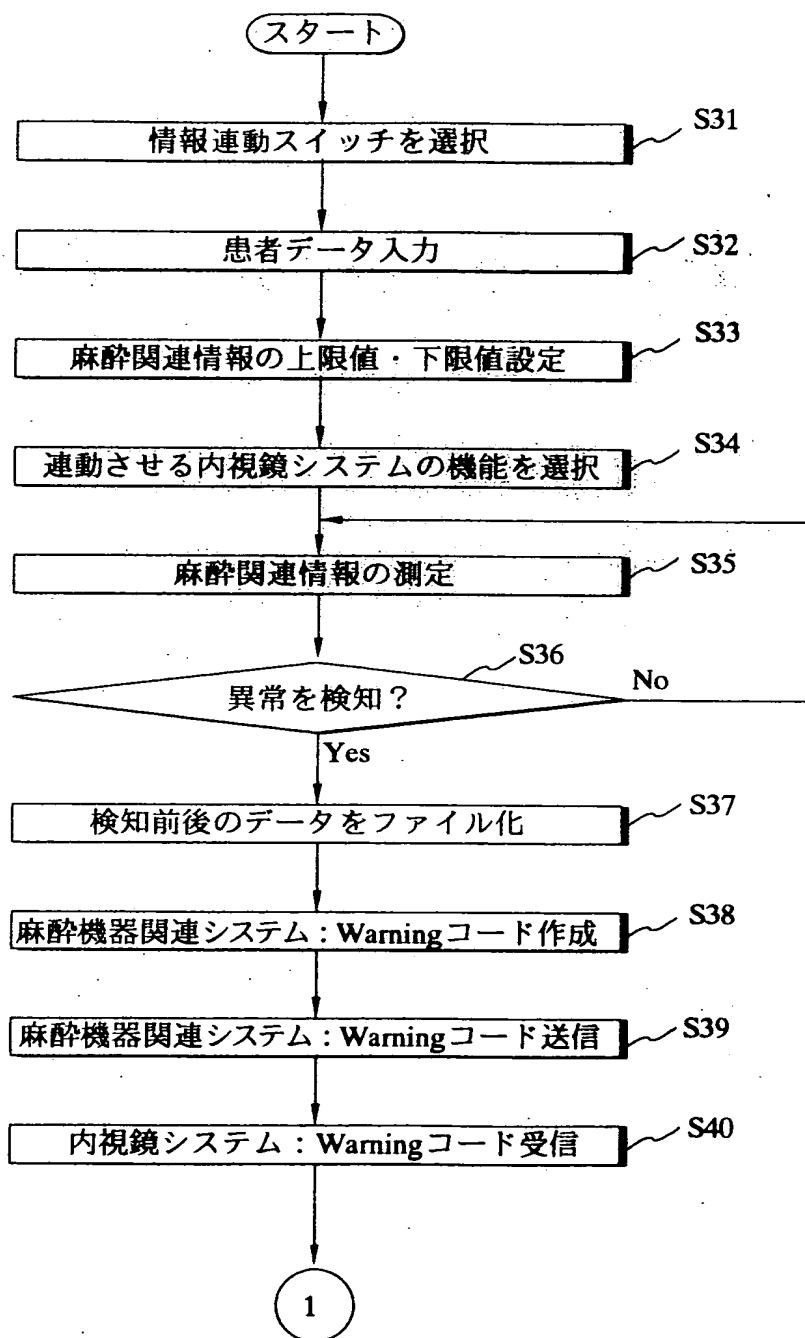 スタート
情報連動スイッチを選択
S31
患者データ入力
S32
麻酔関連情報の上限値・下限値設定
S33
連動させる内視鏡システムの機能を選択
S34
麻酔関連情報の測定
S35
異常を検知？
S36
No
Yes
検知前後のデータをファイル化
S37
麻酔機器関連システム：Warningコード作成
S38
麻酔機器関連システム：Warningコード送信
S39
内視鏡システム：Warningコード受信
S40
1